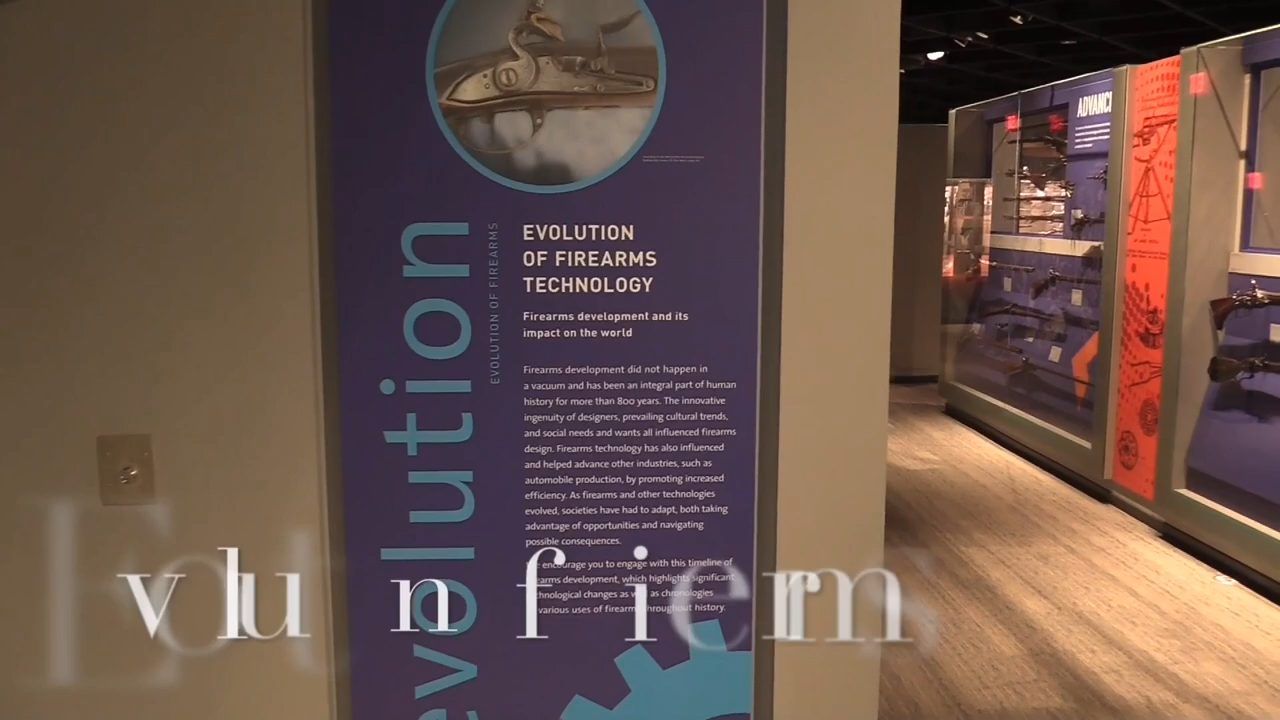 evolution
EVOLUTION OF FIREARMS
EVOLUTION
OF FIREARMS
TECHNOLOGY
Firearms development and its
impact on the world
Firearms development did not happen in
a vacuum and has been an integral part of human
history for more than 800 years. The innovative
ingenuity of designers, prevailing cultural trends,
and social needs and wants all influenced firearms
design. Firearms technology has also influenced
and helped advance other industries, such as
automobile production, by promoting increased
efficiency. As firearms and other technologies
evolved, societies have had to adapt, both taking
advantage of opportunities and navigating
possible consequences.
encourage you to engage with this timeline of
development, which highlights significant
changes as well as chronologies
various uses of firearms throughout history.
ADVANC